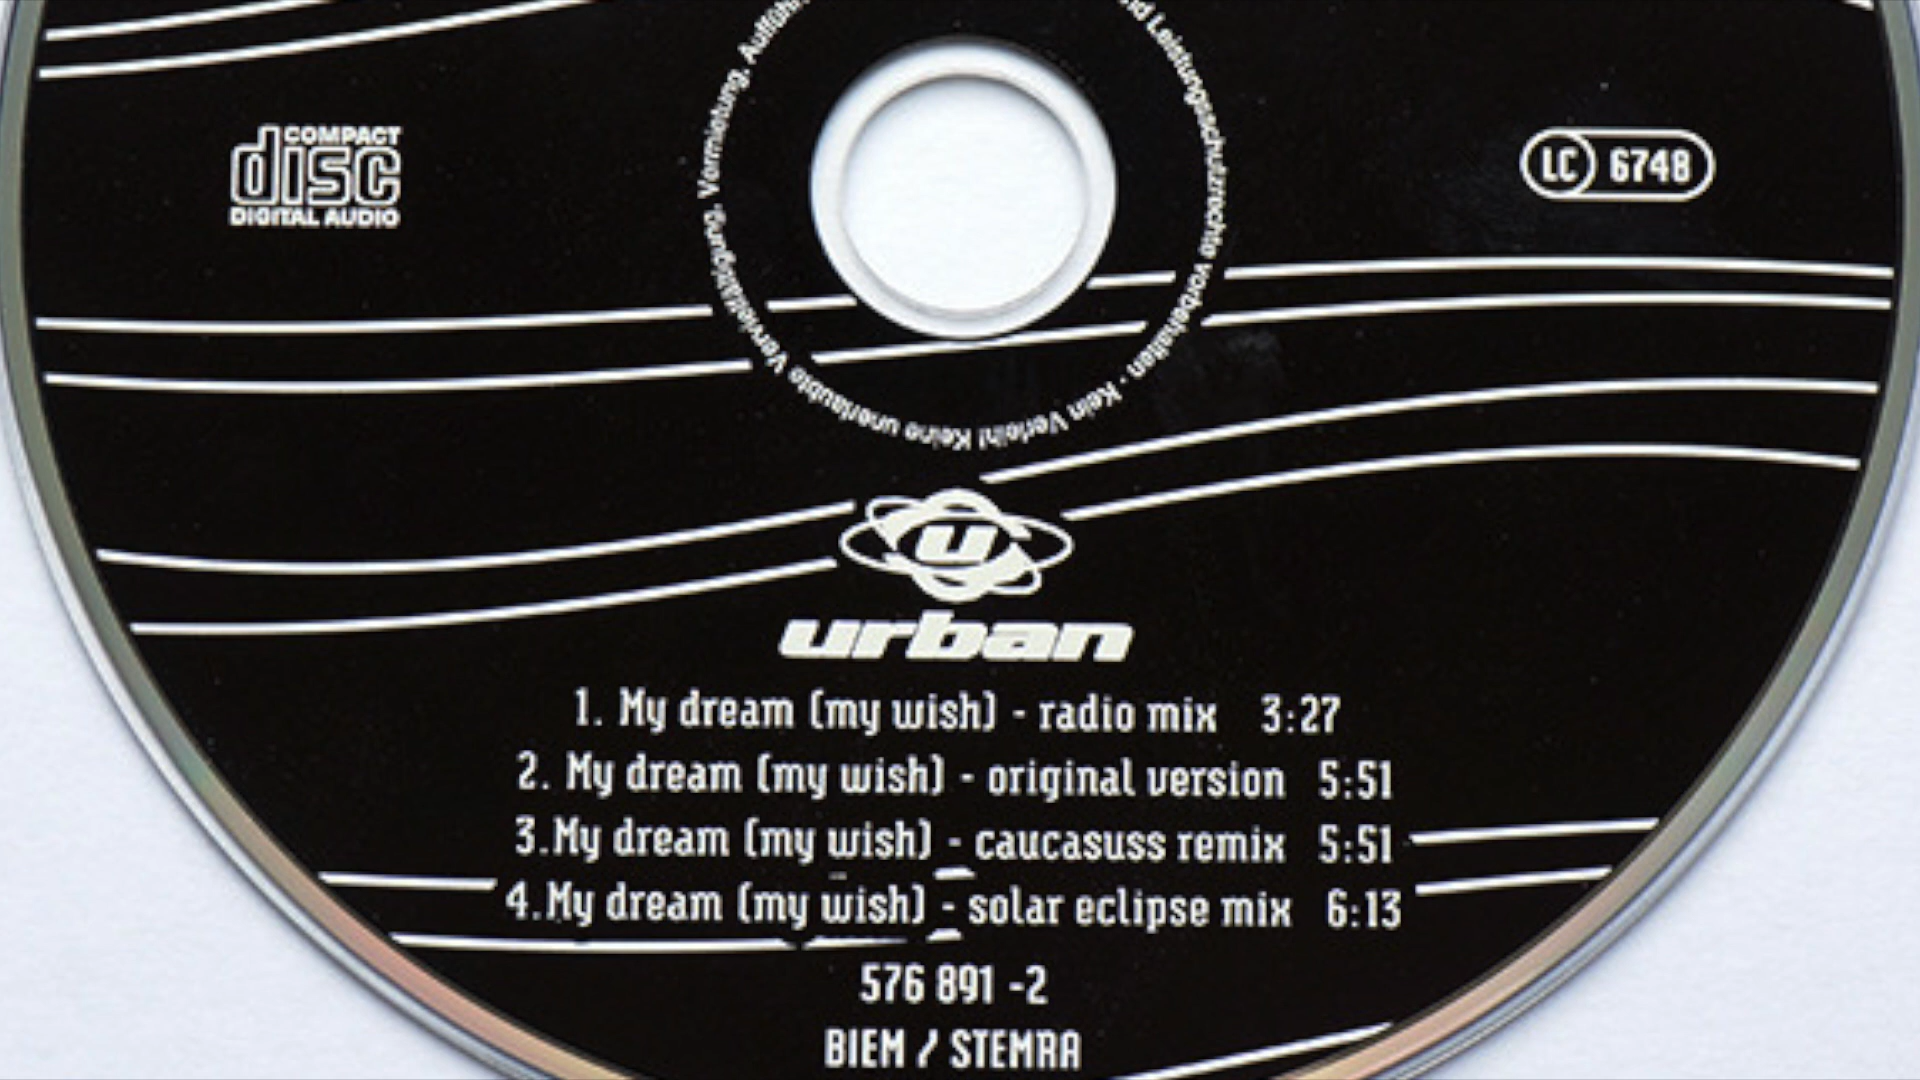 COMPACT
disc
DIGITAL AUDIO
LC 6748
Leistungsschutzrechte vorbehalten · Kein Verleih! Keine unerlaubte Vervielfältigung, Vermietung,
u
urban
1. My dream (my wish) - radio mix 3:27
2. My dream (my wish) - original version 5:51
3.My dream (my wish) - caucasuss remix 5:51
4.My dream (my wish) - solar eclipse mix 6:13
576 891 -2
BIEM / STEMRA